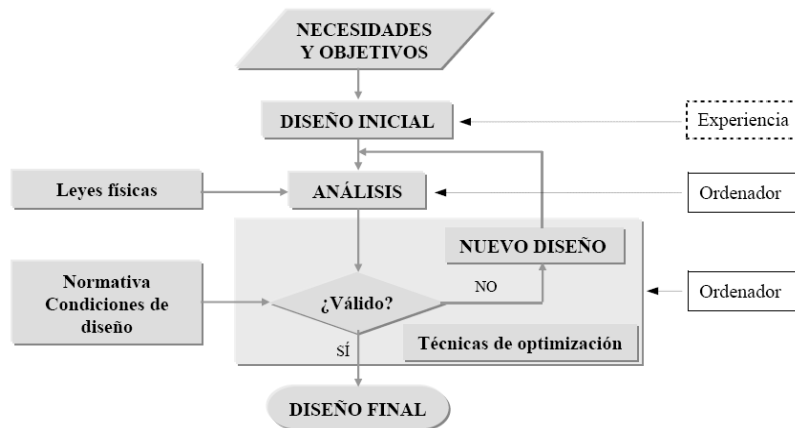 NECESIDADES
Y OBJETIVOS
DISEÑO INICIAL
Experiencia
Leyes físicas
ANÁLISIS
Ordenador
NUEVO DISEÑO
Normativa
Condiciones de
diseño
¿Válido?
NO
Ordenador
SÍ
Técnicas de optimización
DISEÑO FINAL